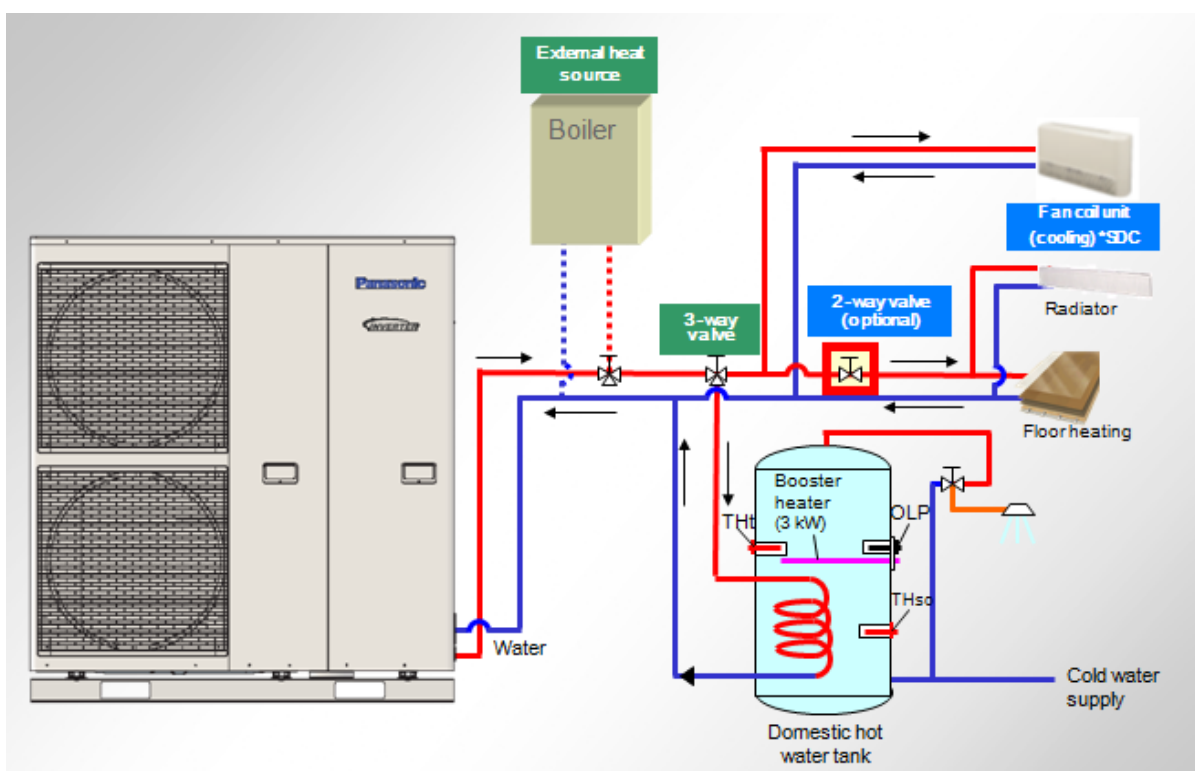 External heat
source
Boiler
Panasonic
INVERTER
Fan coil unit
(cooling) *SDC
3-way
valve
2-way valve
(optional)
Radiator
Floor heating
Booster
heater
(3 kW)
OLP
THt
THso
Water
Cold water
supply
Domestic hot
water tank